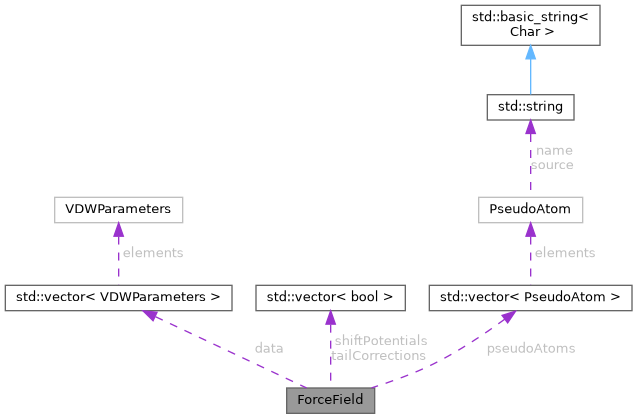 std::basic_string<
Char >
std::string
name
source
VDWParameters
PseudoAtom
elements
elements
std::vector< VDWParameters >
std::vector< bool >
std::vector< PseudoAtom >
data
shiftPotentials
tailCorrections
pseudoAtoms
ForceField